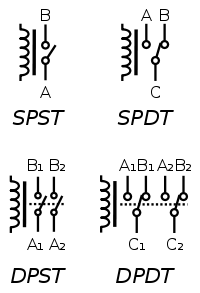 B A B
A C
SPST SPDT
B₁ B₂ A₁B₁ A₂B₂
A₁ A₂ C₁ C₂
DPST DPDT